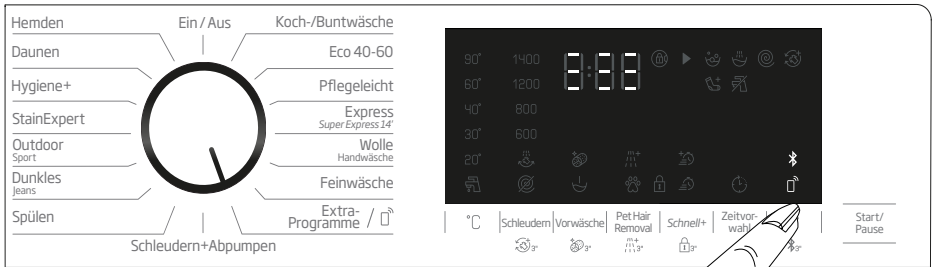 Hemden
Ein / Aus
Koch-/Buntwäsche
Daunen
Eco 40-60
Hygiene+
Pflegeleicht
StainExpert
Express
Super Express 14'
Outdoor
Sport
Wolle
Handwäsche
Dunkles
Jeans
Feinwäsche
Spülen
Extra-
Programme /
Schleudern+Abpumpen
90° 1400
60° 1200
40° 800
30° 600
20°
°C
Schleudern
3"
Vorwäsche
3"
Pet Hair
Removal
3"
Schnell+
3"
Zeitvor-
wahl
3"
Start/
Pause